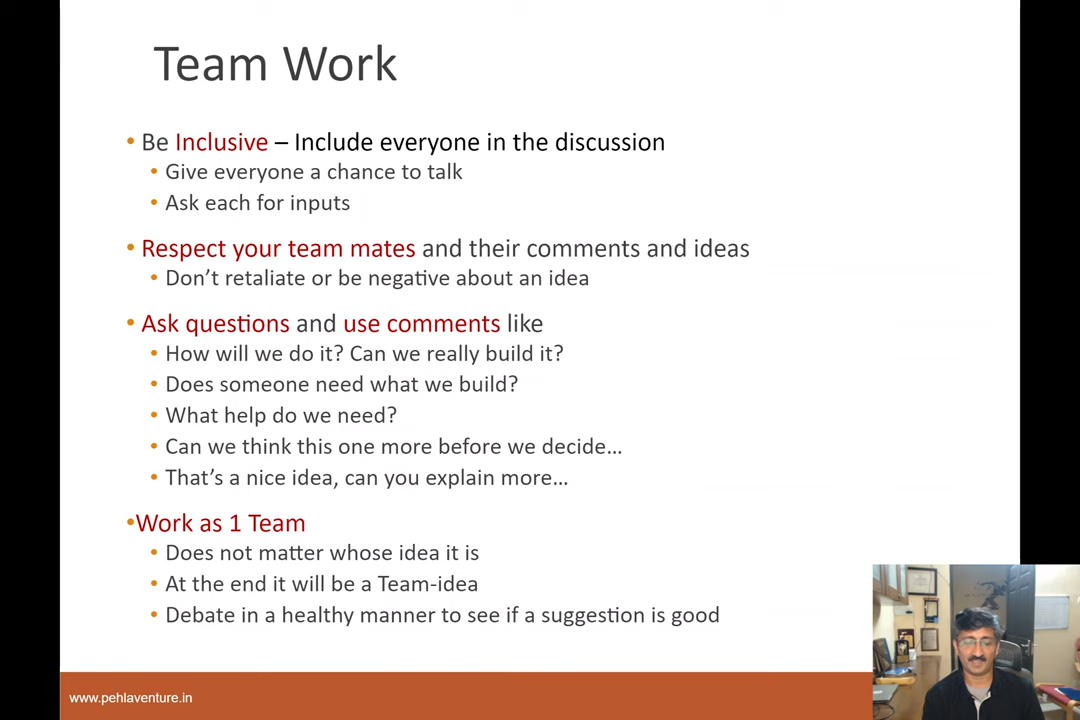 Team Work
• Be Inclusive – Include everyone in the discussion
• Give everyone a chance to talk
• Ask each for inputs
• Respect your team mates and their comments and ideas
• Don’t retaliate or be negative about an idea
• Ask questions and use comments like
• How will we do it? Can we really build it?
• Does someone need what we build?
• What help do we need?
• Can we think this one more before we decide…
• That’s a nice idea, can you explain more…
•Work as 1 Team
• Does not matter whose idea it is
• At the end it will be a Team-idea
• Debate in a healthy manner to see if a suggestion is good
www.pehlaventure.in